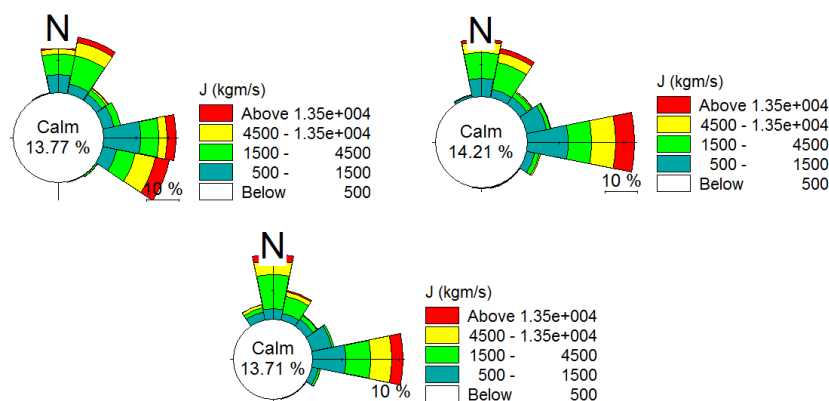 N
Calm
13.77 %
10 %
J (kgm/s)
Above 1.35e+004
4500 - 1.35e+004
1500 - 4500
500 - 1500
Below 500
N
Calm
14.21 %
10 %
J (kgm/s)
Above 1.35e+004
4500 - 1.35e+004
1500 - 4500
500 - 1500
Below 500
N
Calm
13.71 %
10 %
J (kgm/s)
Above 1.35e+004
4500 - 1.35e+004
1500 - 4500
500 - 1500
Below 500